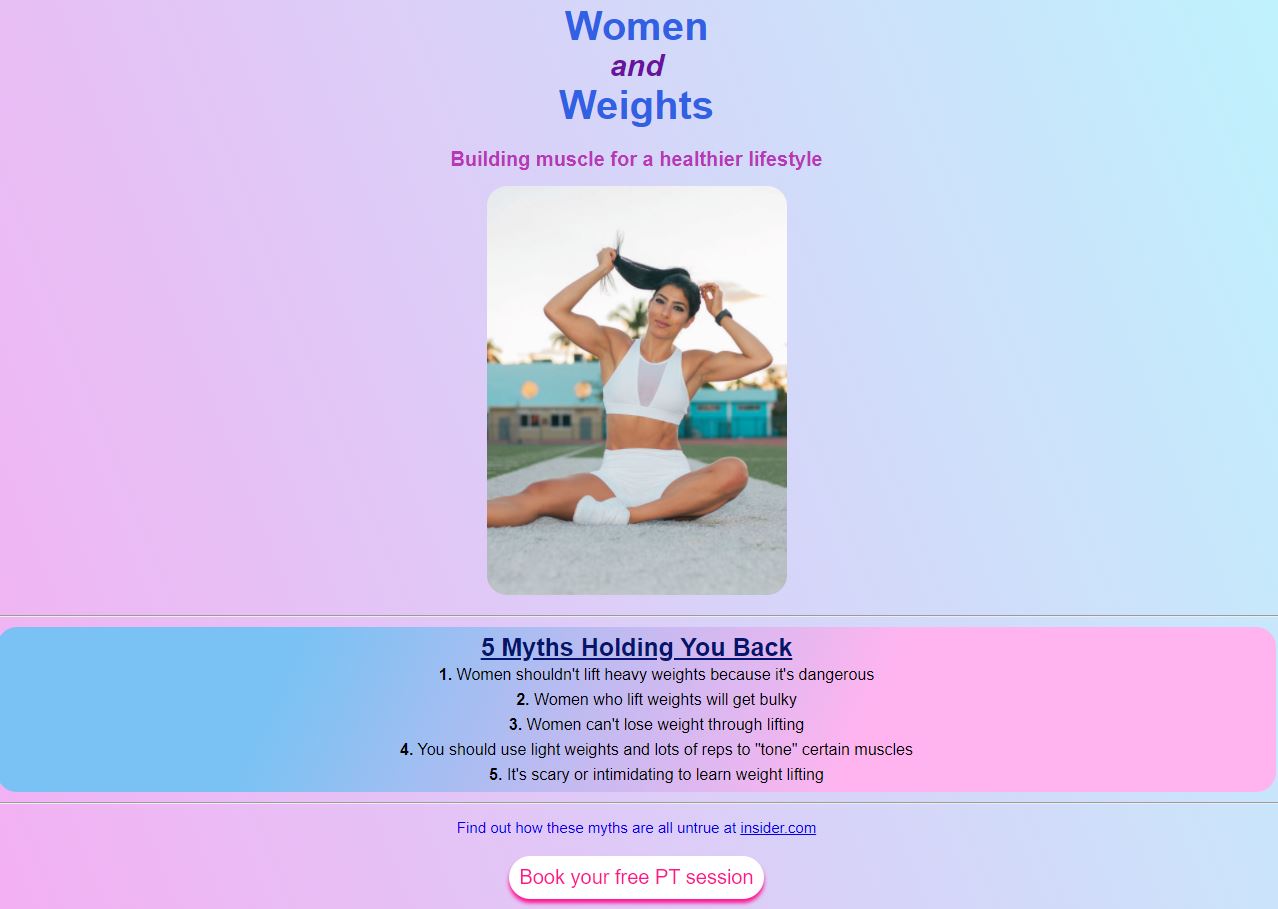 Women
and
Weights
Building muscle for a healthier lifestyle
5 Myths Holding You Back
1. Women shouldn't lift heavy weights because it's dangerous
2. Women who lift weights will get bulky
3. Women can't lose weight through lifting
4. You should use light weights and lots of reps to "tone" certain muscles
5. It's scary or intimidating to learn weight lifting
Find out how these myths are all untrue at insider.com
Book your free PT session